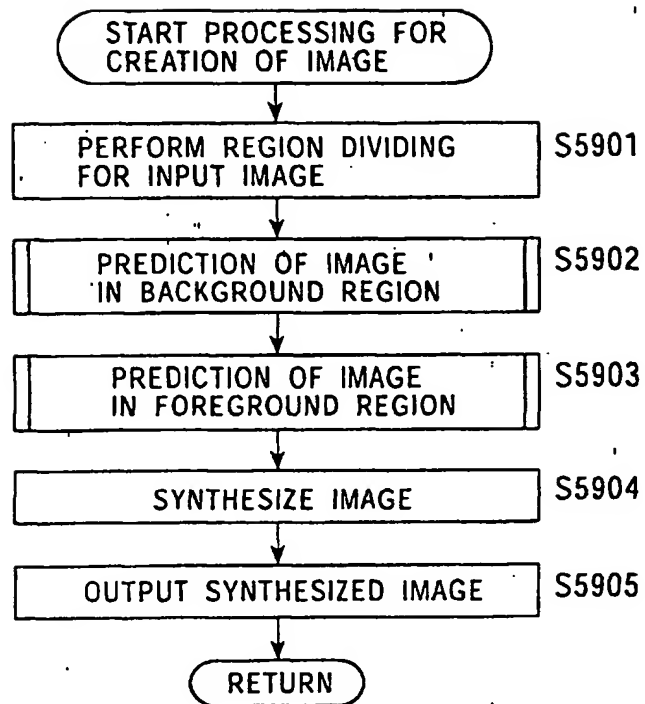 START PROCESSING FOR
CREATION OF IMAGE
PERFORM REGION DIVIDING
FOR INPUT IMAGE
S5901
PREDICTION OF IMAGE
IN BACKGROUND REGION
S5902
PREDICTION OF IMAGE
IN FOREGROUND REGION
S5903
SYNTHESIZE IMAGE
S5904
OUTPUT SYNTHESIZED IMAGE
S5905
RETURN